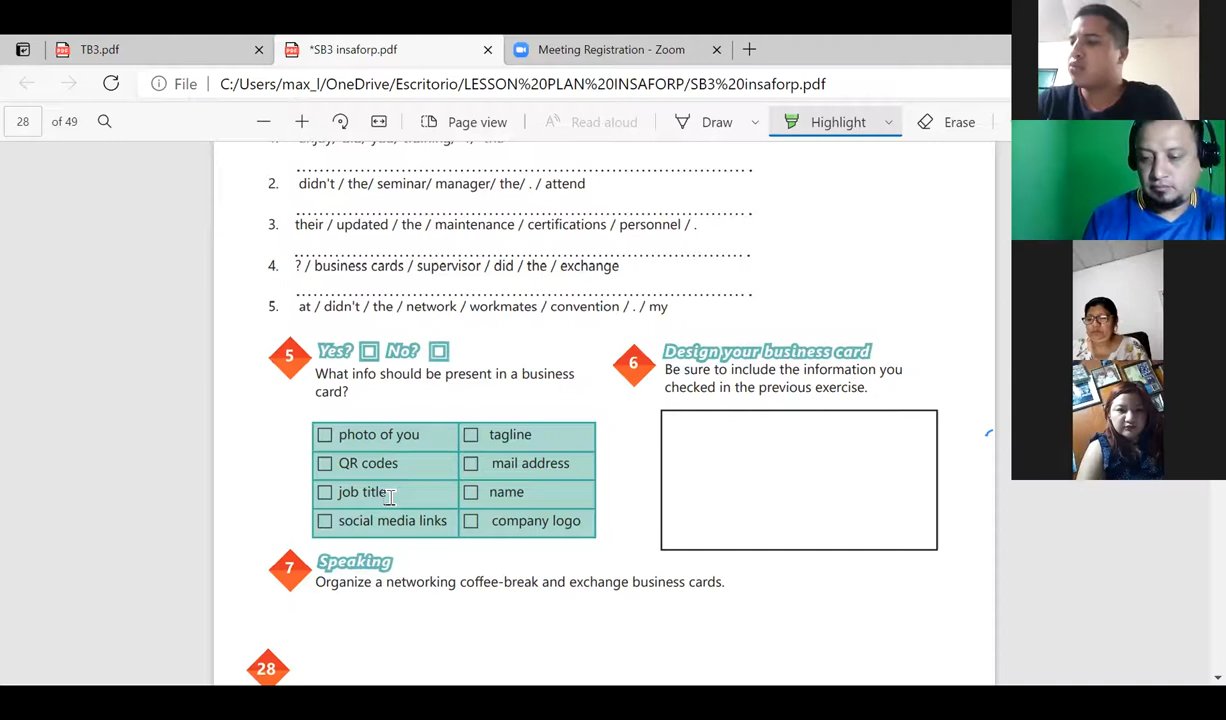 TB3.pdf
*SB3 insaforp.pdf
Meeting Registration - Zoom
File
C:/Users/max_l/OneDrive/Escritorio/LESSON%20PLAN%20INSAFORP/SB3%20insaforp.pdf
28 of 49
Page view
Read aloud
Draw
Highlight
Erase
2. didn't / the/ seminar/ manager/ the/ . / attend
3. their / updated / the / maintenance / certifications / personnel / .
4. ? / business cards / supervisor / did / the / exchange
5. at / didn't / the / network / workmates / convention / . / my
5 Yes? No?
What info should be present in a business
card?
photo of you
tagline
QR codes
mail address
job title
name
social media links
company logo
6 Design your business card
Be sure to include the information you
checked in the previous exercise.
7 Speaking
Organize a networking coffee-break and exchange business cards.
28